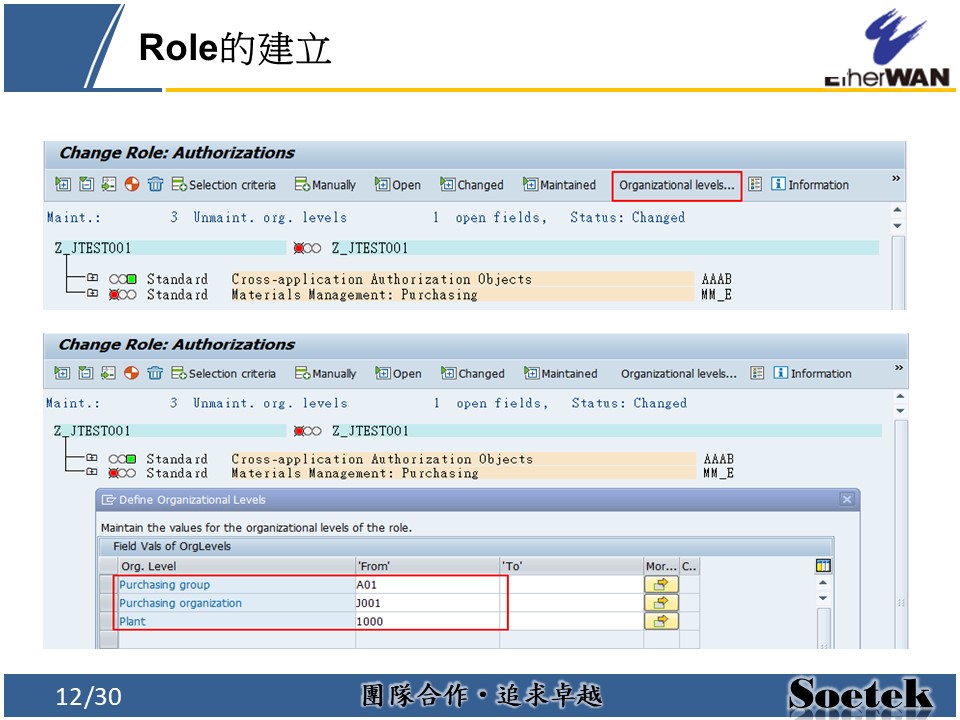 Role的建立
EtherWAN
Change Role: Authorizations
Selection criteria Manually Open Changed Maintained Organizational levels... Information »
Maint.: 3 Unmaint. org. levels 1 open fields, Status: Changed
Z_JTEST001 Z_JTEST001
Standard Cross-application Authorization Objects AAAB
Standard Materials Management: Purchasing MM_E
Change Role: Authorizations
Selection criteria Manually Open Changed Maintained Organizational levels... Information »
Maint.: 3 Unmaint. org. levels 1 open fields, Status: Changed
Z_JTEST001 Z_JTEST001
Standard Cross-application Authorization Objects AAAB
Standard Materials Management: Purchasing MM_E
Define Organizational Levels
Maintain the values for the organizational levels of the role.
Field Vals of OrgLevels
Org. Level 'From' 'To' Mor... C..
Purchasing group A01
Purchasing organization J001
Plant 1000
12/30 團隊合作·追求卓越 Soetek